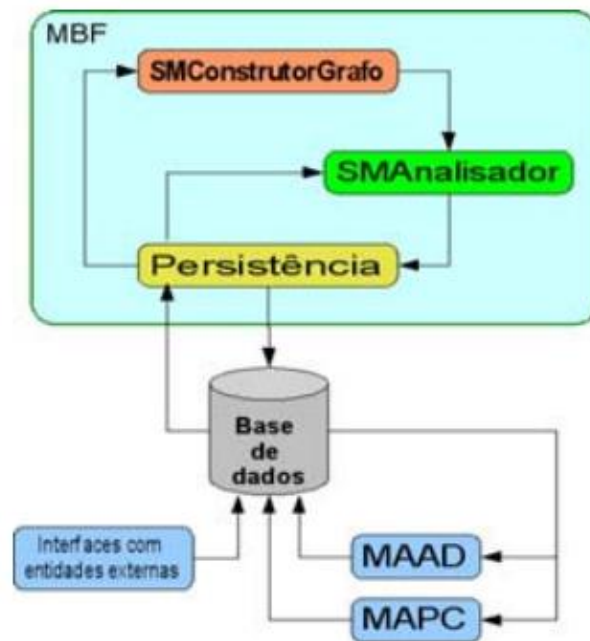 MBF
SMConstrutorGrafo
SMAnalisador
Persistência
Base
de
dados
Interfaces com
entidades externas
MAAD
MAPC